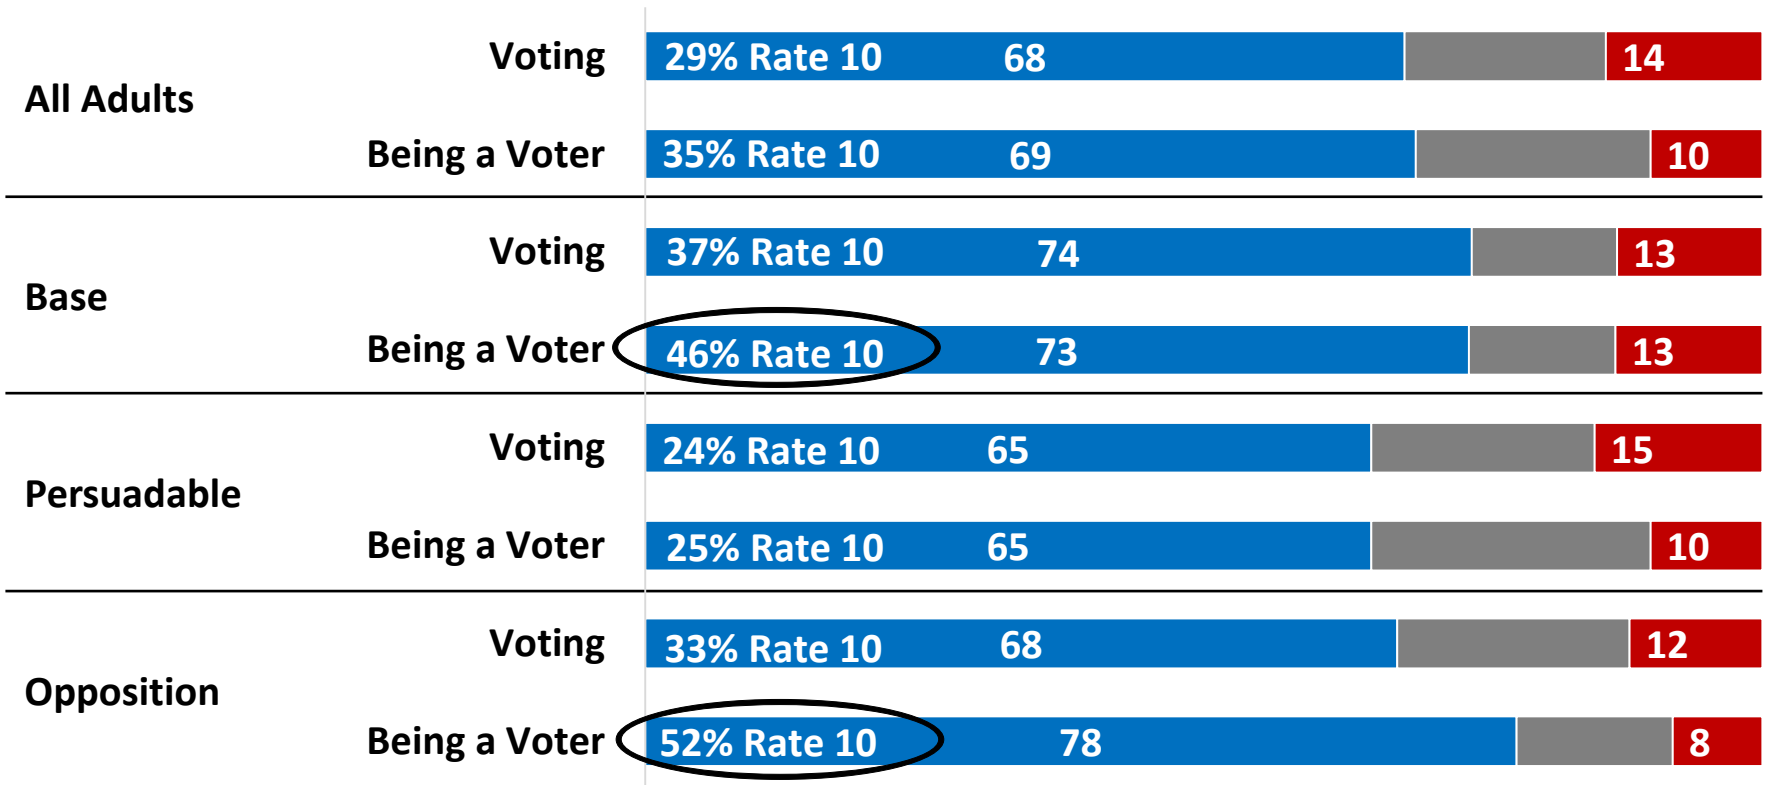 All Adults
Voting 29% Rate 10 68 14
Being a Voter 35% Rate 10 69 10
Base
Voting 37% Rate 10 74 13
Being a Voter 46% Rate 10 73 13
Persuadable
Voting 24% Rate 10 65 15
Being a Voter 25% Rate 10 65 10
Opposition
Voting 33% Rate 10 68 12
Being a Voter 52% Rate 10 78 8